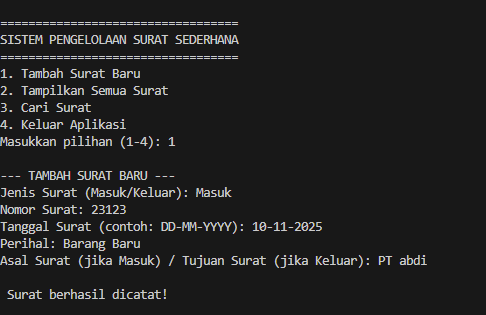 ==================================
SISTEM PENGELOLAAN SURAT SEDERHANA
==================================
1. Tambah Surat Baru
2. Tampilkan Semua Surat
3. Cari Surat
4. Keluar Aplikasi
Masukkan pilihan (1-4): 1
--- TAMBAH SURAT BARU ---
Jenis Surat (Masuk/Keluar): Masuk
Nomor Surat: 23123
Tanggal Surat (contoh: DD-MM-YYYY): 10-11-2025
Perihal: Barang Baru
Asal Surat (jika Masuk) / Tujuan Surat (jika Keluar): PT abdi
Surat berhasil dicatat!